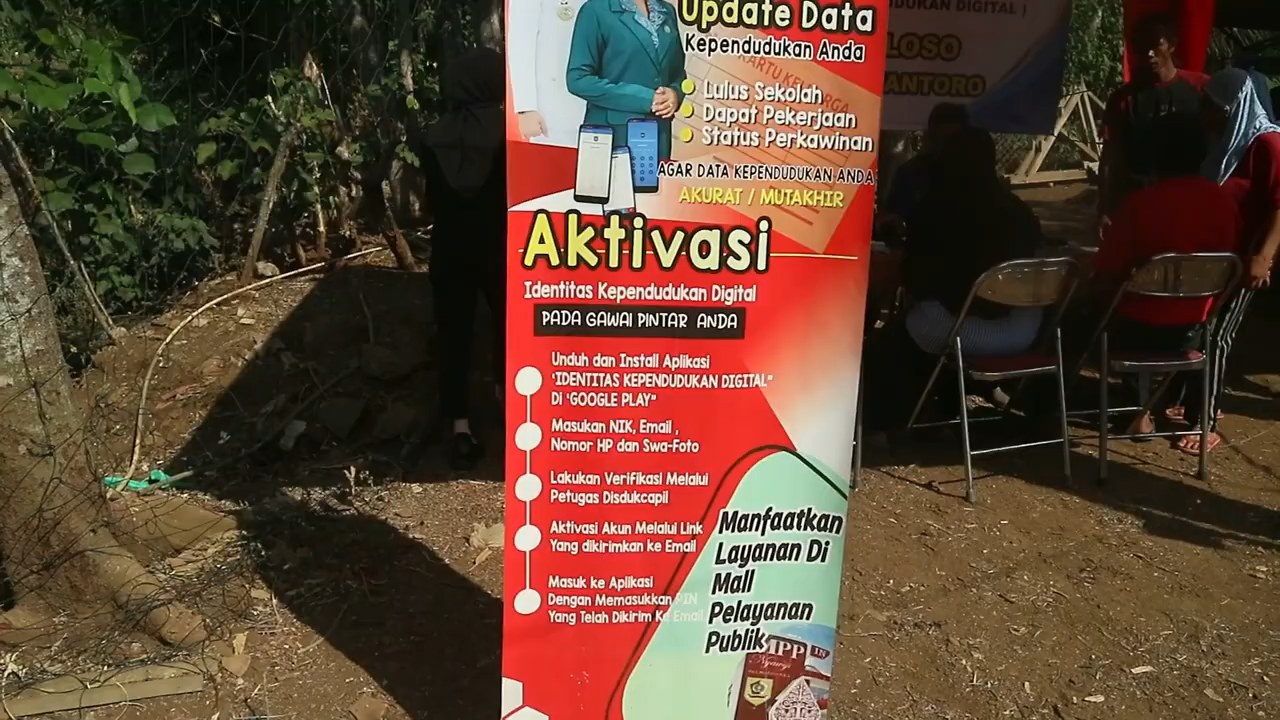 Update Data
Kependudukan Anda
KARTU KELUARGA
Lulus Sekolah
Dapat Pekerjaan
Status Perkawinan
AGAR DATA KEPENDUDUKAN ANDA
AKURAT / MUTAKHIR
Aktivasi
Identitas Kependudukan Digital
PADA GAWAI PINTAR ANDA
Unduh dan Install Aplikasi
'IDENTITAS KEPENDUDUKAN DIGITAL"
Di 'GOOGLE PLAY"
Masukan NIK, Email ,
Nomor HP dan Swa-Foto
Lakukan Verifikasi Melalui
Petugas Disdukcapil
Aktivasi Akun Melalui Link
Yang dikirimkan ke Email
Masuk ke Aplikasi
Dengan Memasukkan PIN
Yang Telah Dikirim Ke Email
Manfaatkan
Layanan Di
Mall
Pelayanan
Publik
MPP
DUKAN DIGITAL )
LOSO
ANTORO